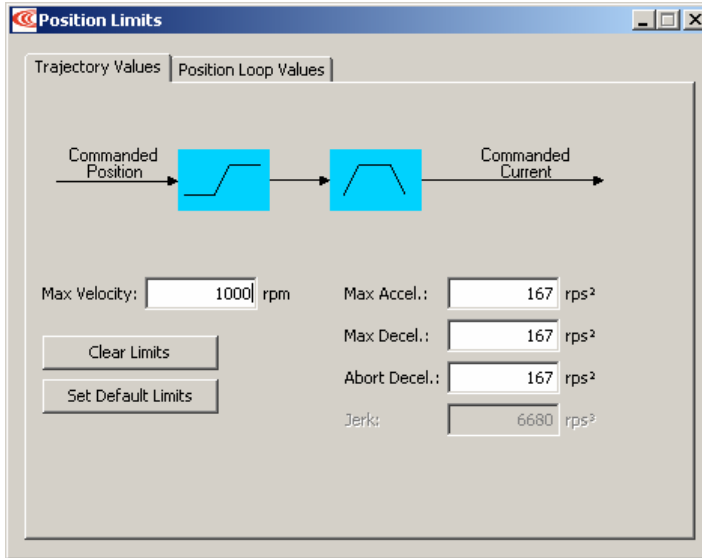 Position Limits
Trajectory Values
Position Loop Values
Commanded
Position
Commanded
Current
Max Velocity: 1000 rpm
Max Accel.: 167 rps²
Max Decel.: 167 rps²
Clear Limits
Abort Decel.: 167 rps²
Set Default Limits
Jerk: 6680 rps³